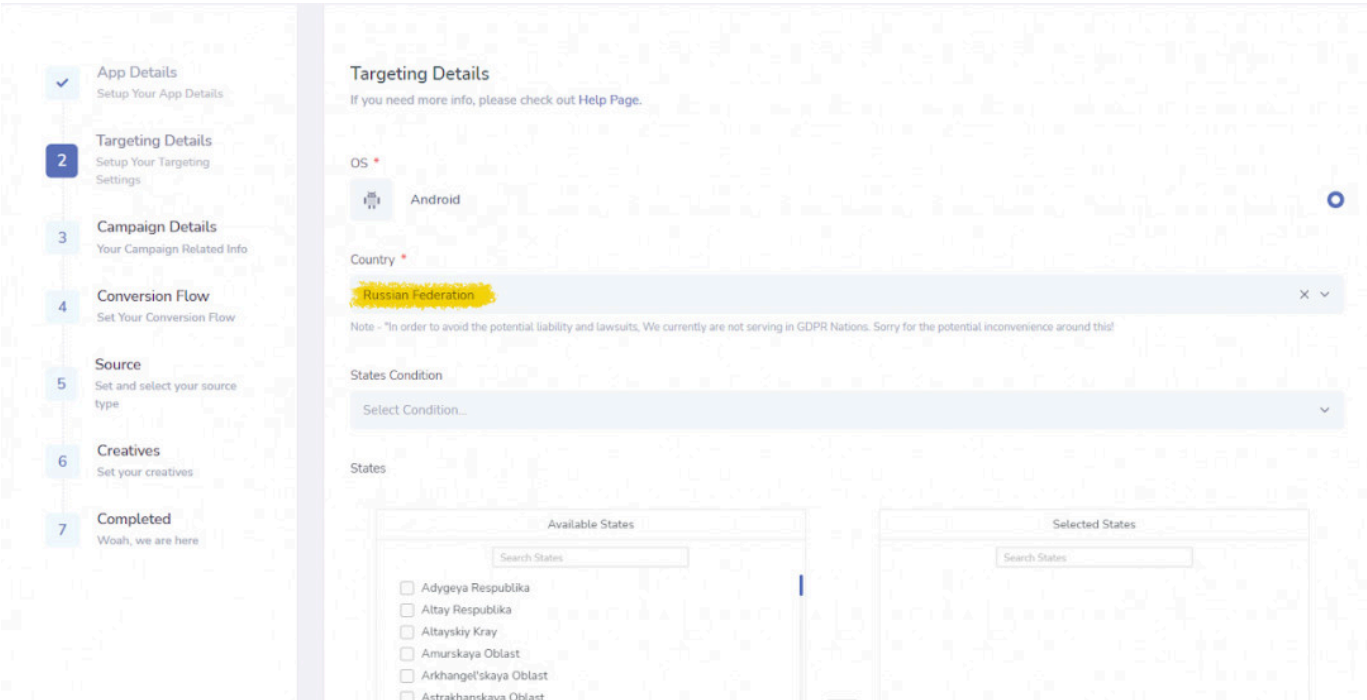 App Details
Setup Your App Details
2
Targeting Details
Setup Your Targeting
Settings
3
Campaign Details
Your Campaign Related Info
4
Conversion Flow
Set Your Conversion Flow
5
Source
Set and select your source
type
6
Creatives
Set your creatives
7
Completed
Woah, we are here
Targeting Details
If you need more info, please check out Help Page.
OS *
Android
Country *
Russian Federation
Note - "In order to avoid the potential liability and lawsuits, We currently are not serving in GDPR Nations. Sorry for the potential inconvenience around this!
States Condition
Select Condition...
States
Available States
Search States
Adygeya Respublika
Altay Respublika
Altayskiy Kray
Amurskaya Oblast
Arkhangel'skaya Oblast
Astrakhanskaya Oblast
Selected States
Search States